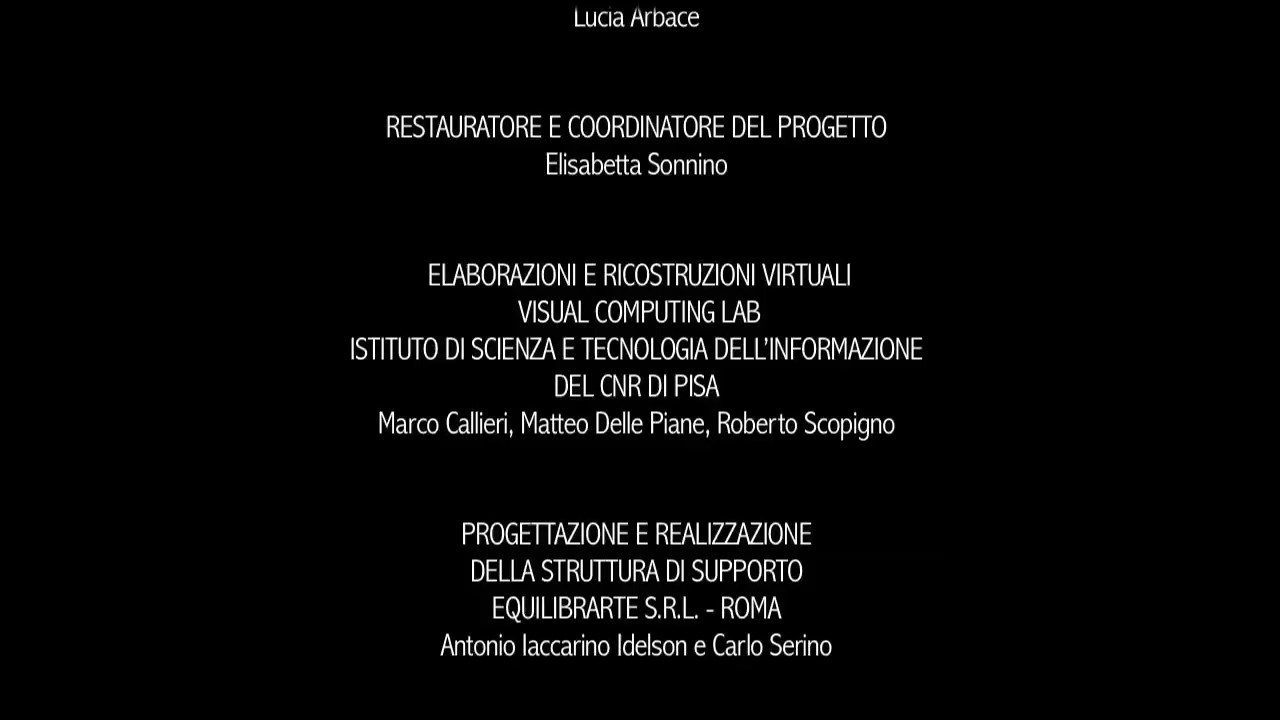 Lucia Arbace
RESTAURATORE E COORDINATORE DEL PROGETTO
Elisabetta Sonnino
ELABORAZIONI E RICOSTRUZIONI VIRTUALI
VISUAL COMPUTING LAB
ISTITUTO DI SCIENZA E TECNOLOGIA DELL'INFORMAZIONE
DEL CNR DI PISA
Marco Callieri, Matteo Delle Piane, Roberto Scopigno
PROGETTAZIONE E REALIZZAZIONE
DELLA STRUTTURA DI SUPPORTO
EQUILIBRARTE S.R.L. - ROMA
Antonio Iaccarino Idelson e Carlo Serino